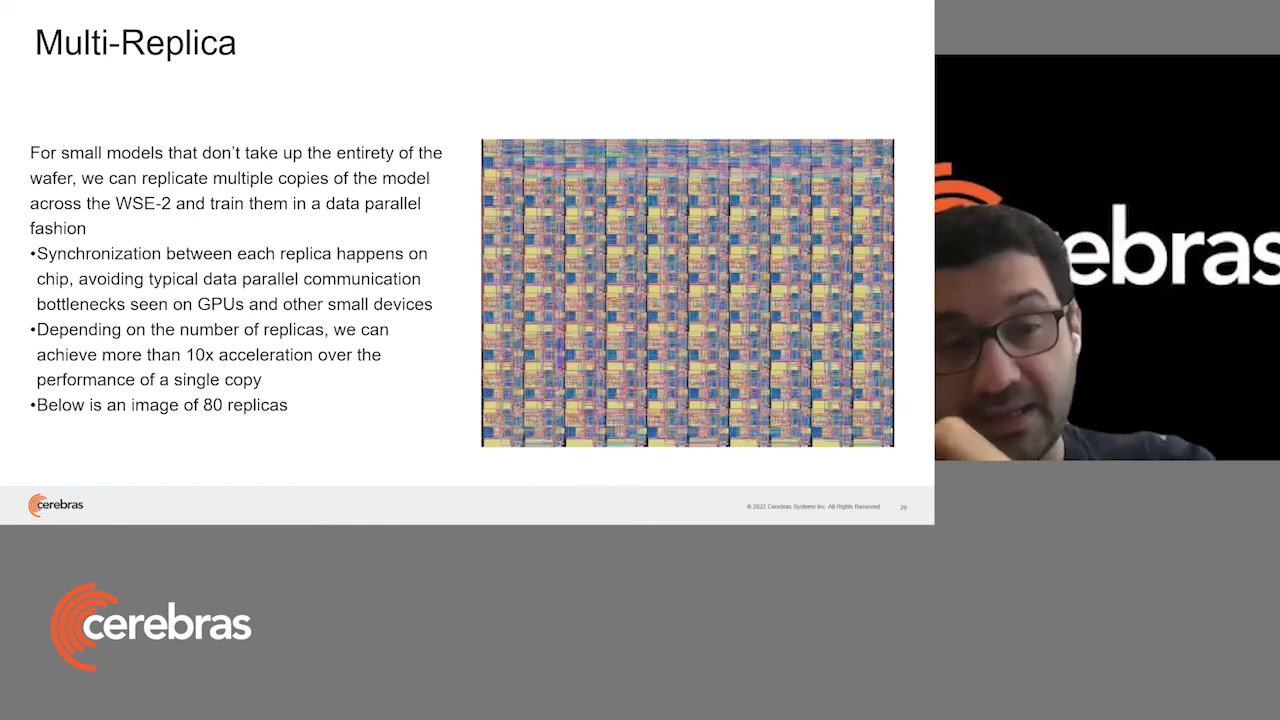 Multi-Replica
For small models that don't take up the entirety of the
wafer, we can replicate multiple copies of the model
across the WSE-2 and train them in a data parallel
fashion
•Synchronization between each replica happens on
chip, avoiding typical data parallel communication
bottlenecks seen on GPUs and other small devices
•Depending on the number of replicas, we can
achieve more than 10x acceleration over the
performance of a single copy
•Below is an image of 80 replicas
cerebras
© 2022 Cerebras Systems Inc. All Rights Reserved
20
ebras
cerebras